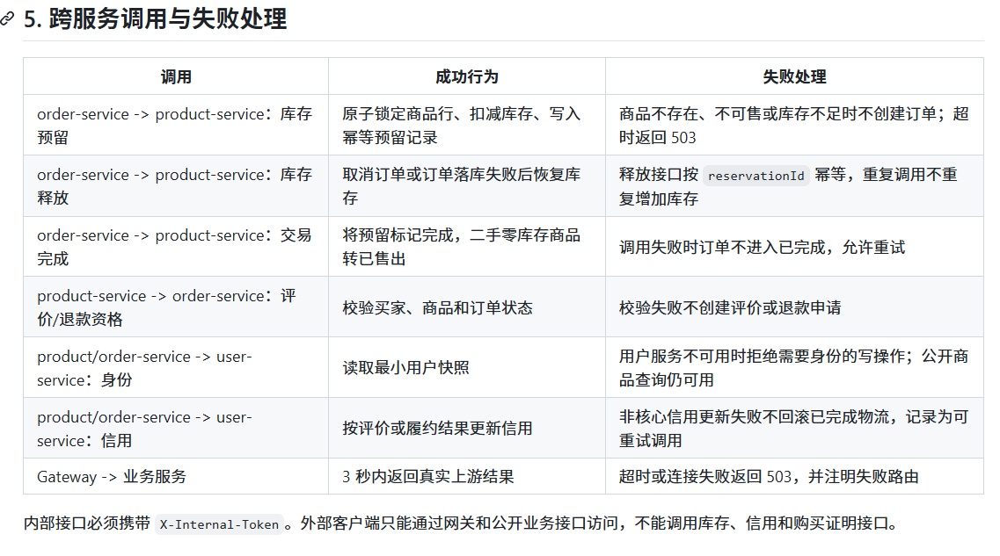 5. 跨服务调用与失败处理
调用
成功行为
失败处理
order-service -> product-service：库存
预留
原子锁定商品行、扣减库存、写入
幂等预留记录
商品不存在、不可售或库存不足时不创建订单；超
时返回 503
order-service -> product-service：库存
释放
取消订单或订单落库失败后恢复库
存
释放接口按 reservationId 幂等，重复调用不重
复增加库存
order-service -> product-service：交易
完成
将预留标记完成，二手零库存商品
转已售出
调用失败时订单不进入已完成，允许重试
product-service -> order-service：评
价/退款资格
校验买家、商品和订单状态
校验失败不创建评价或退款申请
product/order-service -> user-
service：身份
读取最小用户快照
用户服务不可用时拒绝需要身份的写操作；公开商
品查询仍可用
product/order-service -> user-
service：信用
按评价或履约结果更新信用
非核心信用更新失败不回滚已完成物流，记录为可
重试调用
Gateway -> 业务服务
3 秒内返回真实上游结果
超时或连接失败返回 503，并注明失败路由
内部接口必须携带 X-Internal-Token 。外部客户端只能通过网关和公开业务接口访问，不能调用库存、信用和购买证明接口。